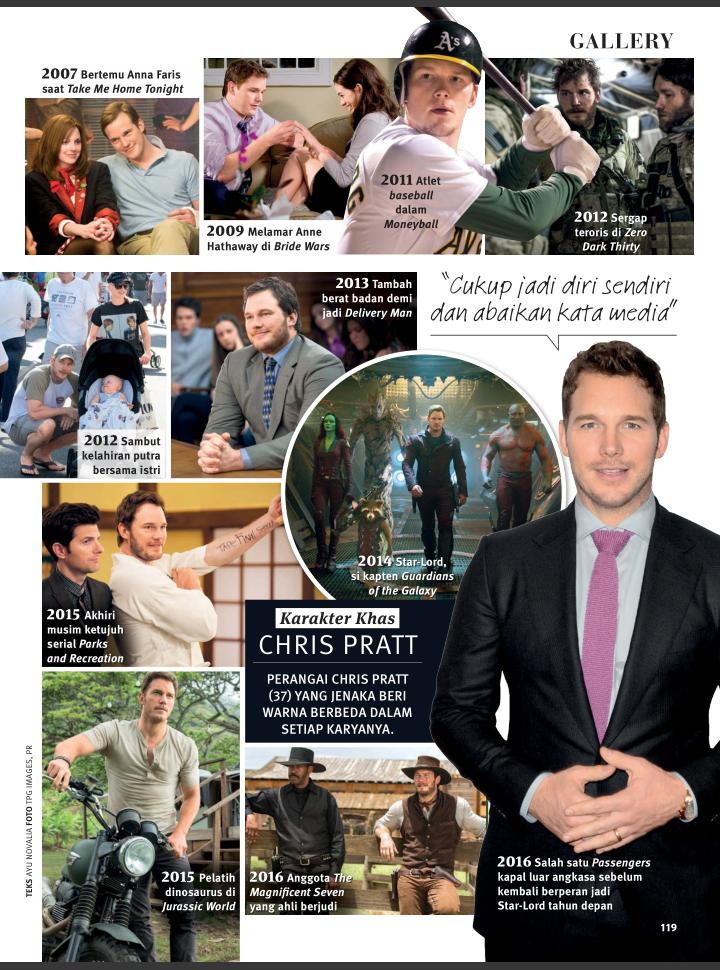 GALLERY
2007 Bertemu Anna Faris
saat Take Me Home Tonight
A's
2009 Melamar Anne
Hathaway di Bride Wars
2011 Atlet
baseball
dalam
Moneyball
2012 Sergap
teroris di Zero
Dark Thirty
2012 Sambut
kelahiran putra
bersama istri
2013 Tambah
berat badan demi
jadi Delivery Man
"Cukup jadi diri sendiri
dan abaikan kata media"
2014 Star-Lord,
si kapten Guardians
of the Galaxy
2015 Akhiri
musim ketujuh
serial Parks
and Recreation
Karakter Khas
CHRIS PRATT
PERANGAI CHRIS PRATT
(37) YANG JENAKA BERI
WARNA BERBEDA DALAM
SETIAP KARYANYA.
2015 Pelatih
dinosaurus di
Jurassic World
2016 Anggota The
Magnificent Seven
yang ahli berjudi
2016 Salah satu Passengers
kapal luar angkasa sebelum
kembali berperan jadi
Star-Lord tahun depan
TEKS AYU NOVALIA FOTO TPG IMAGES, PR
119